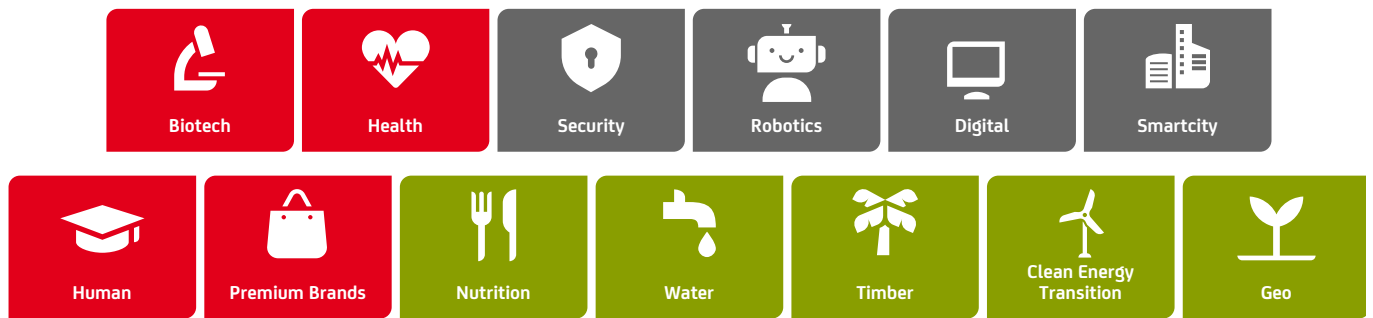 Biotech
Health
Security
Robotics
Digital
Smartcity
Human
Premium Brands
Nutrition
Water
Timber
Clean Energy
Transition
Geo